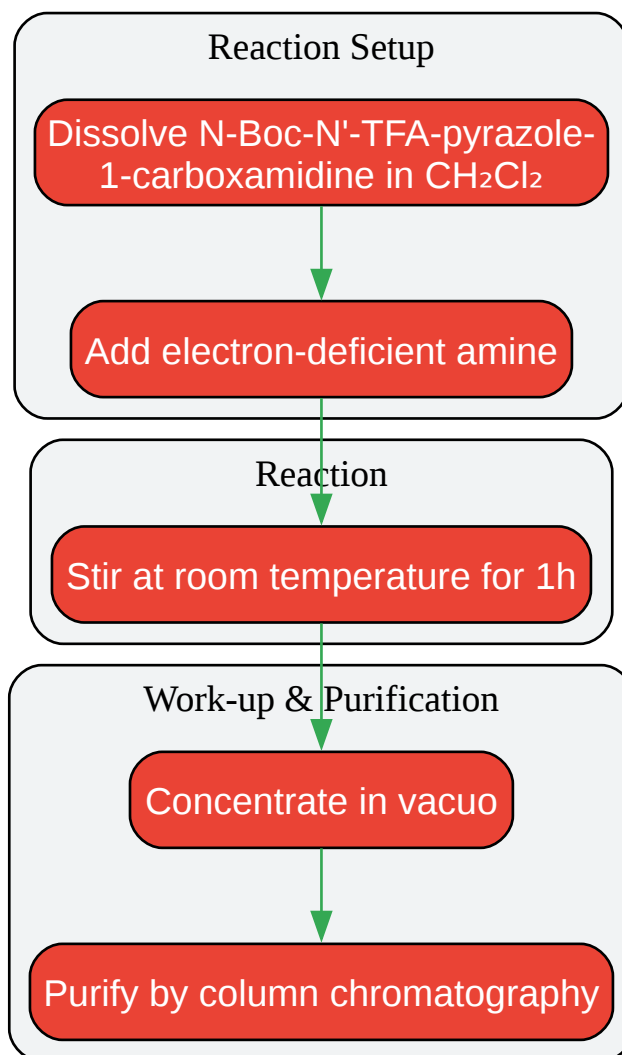 Reaction Setup
Dissolve N-Boc-N'-TFA-pyrazole-
1-carboxamidine in CH₂Cl₂
Add electron-deficient amine
Reaction
Stir at room temperature for 1h
Work-up & Purification
Concentrate in vacuo
Purify by column chromatography